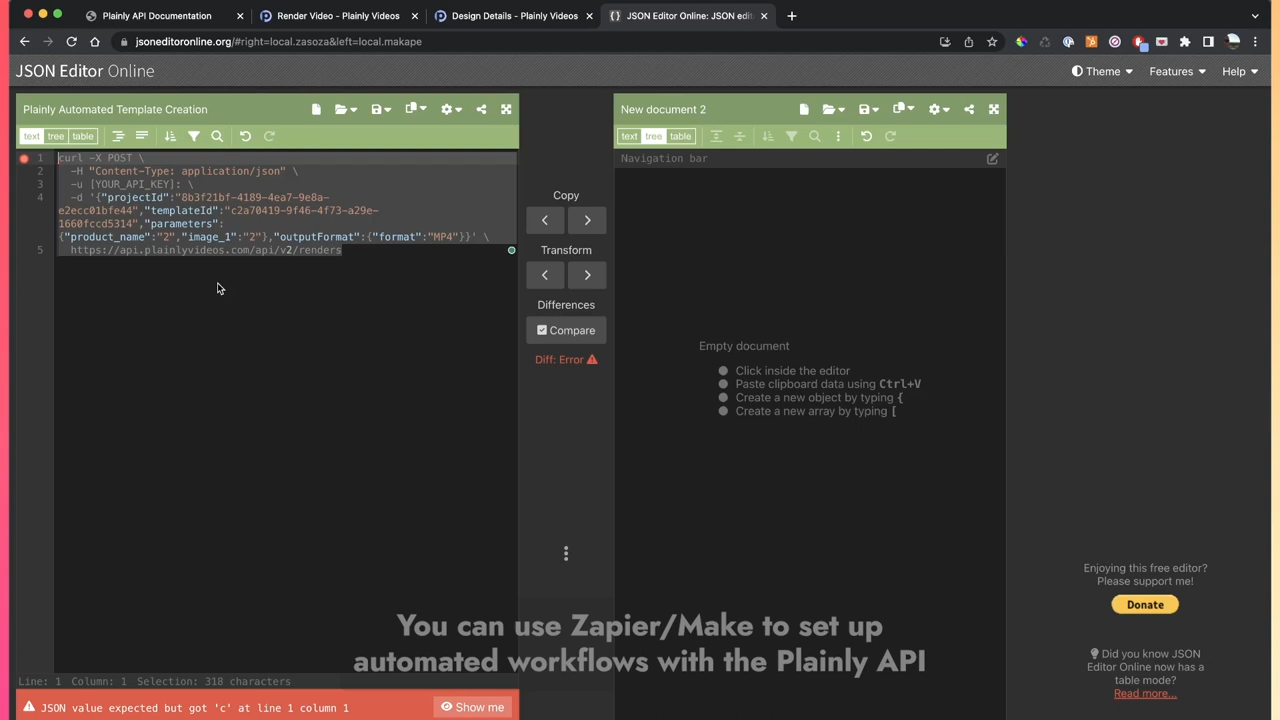 Plainly API Documentation
Render Video - Plainly Videos
Design Details - Plainly Videos
JSON Editor Online: JSON edi
jsoneditoronline.org/#right=local.zasoza&left=local.makape
JSON Editor Online
Theme
Features
Help
Plainly Automated Template Creation
text tree table
1 curl -X POST \
2 -H "Content-Type: application/json" \
3 -u [YOUR_API_KEY]: \
4 -d '{"projectId":"8b3f21bf-4189-4ea7-9e8a-
e2ecc01bfe44","templateId":"c2a70419-9f46-4f73-a29e-
1660fccd5314","parameters":
{"product_name":"2","image_1":"2"},"outputFormat":{"format":"MP4"}}' \
5 https://api.plainlyvideos.com/api/v2/renders
Line: 1 Column: 1 Selection: 318 characters
JSON value expected but got 'c' at line 1 column 1
Show me
Copy
Transform
Differences
Compare
Diff: Error
New document 2
text tree table
Navigation bar
Empty document
Click inside the editor
Paste clipboard data using Ctrl+V
Create a new object by typing {
Create a new array by typing [
Enjoying this free editor?
Please support me!
Donate
Did you know JSON
Editor Online now has a
table mode?
Read more...
You can use Zapier/Make to set up
automated workflows with the Plainly API